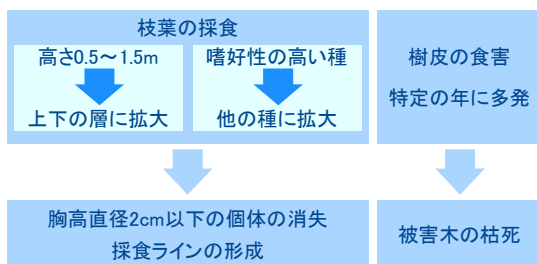 枝葉の採食
高さ0.5～1.5m
上下の層に拡大
嗜好性の高い種
他の種に拡大
樹皮の食害
特定の年に多発
胸高直径2cm以下の個体の消失
採食ラインの形成
被害木の枯死